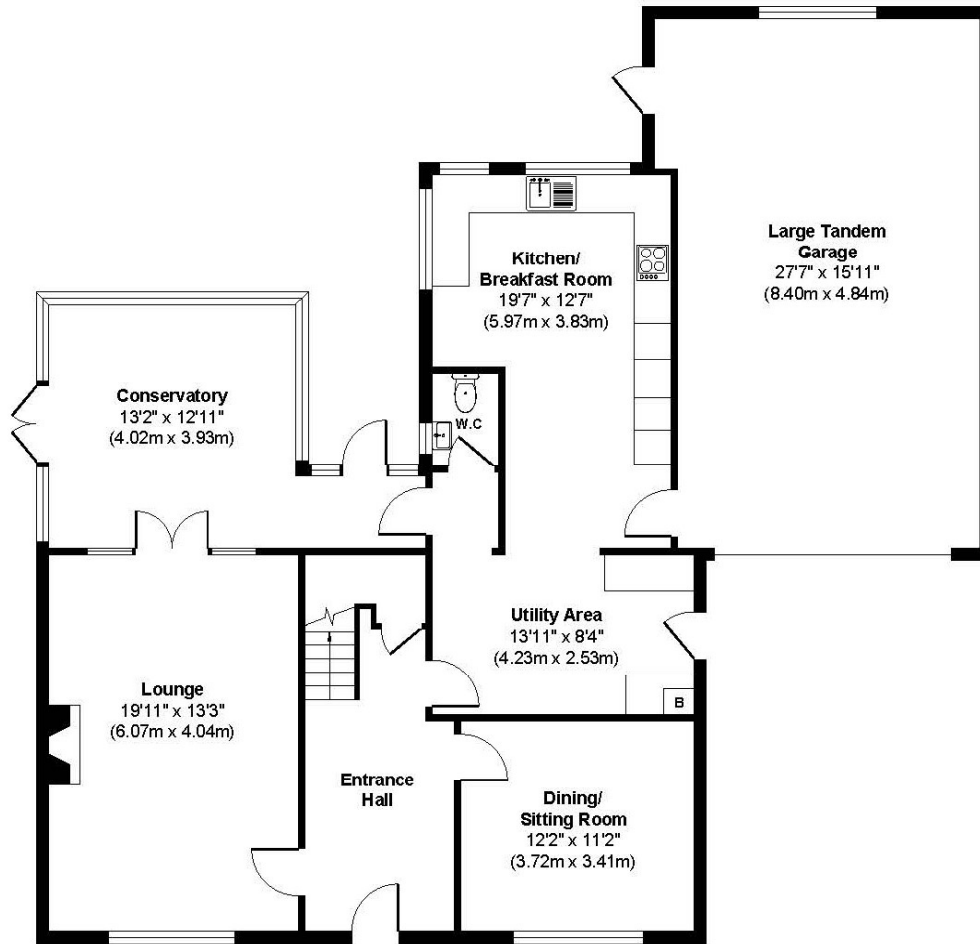 Large Tandem
Garage
27'7" x 15'11"
(8.40m x 4.84m)
Kitchen/
Breakfast Room
19'7" x 12'7"
(5.97m x 3.83m)
Conservatory
13'2" x 12'11"
(4.02m x 3.93m)
W.C
Utility Area
13'11" x 8'4"
(4.23m x 2.53m)
B
Lounge
19'11" x 13'3"
(6.07m x 4.04m)
Entrance
Hall
Dining/
Sitting Room
12'2" x 11'2"
(3.72m x 3.41m)